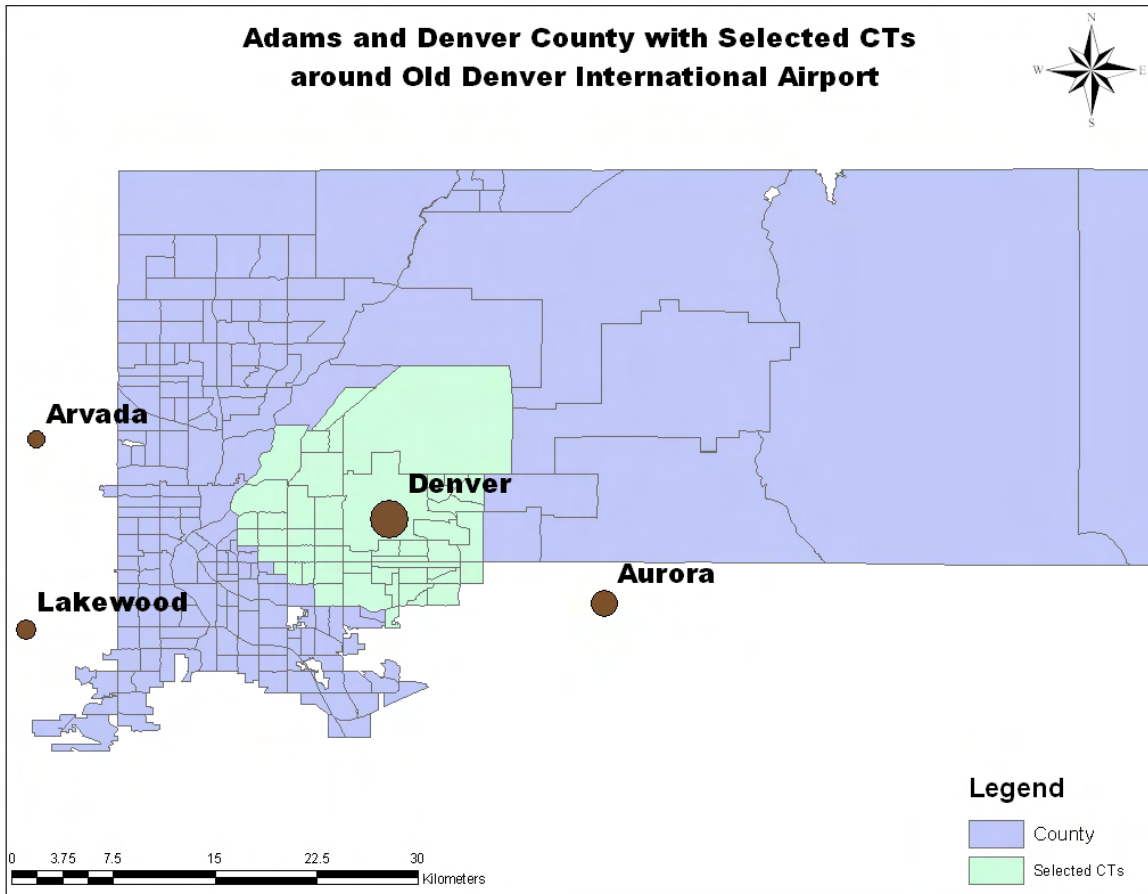 Adams and Denver County with Selected CTs
around Old Denver International Airport
N
W
E
S
Arvada
Denver
Aurora
Lakewood
Legend
County
Selected CTs
0 3.75 7.5 15 22.5 30
Kilometers